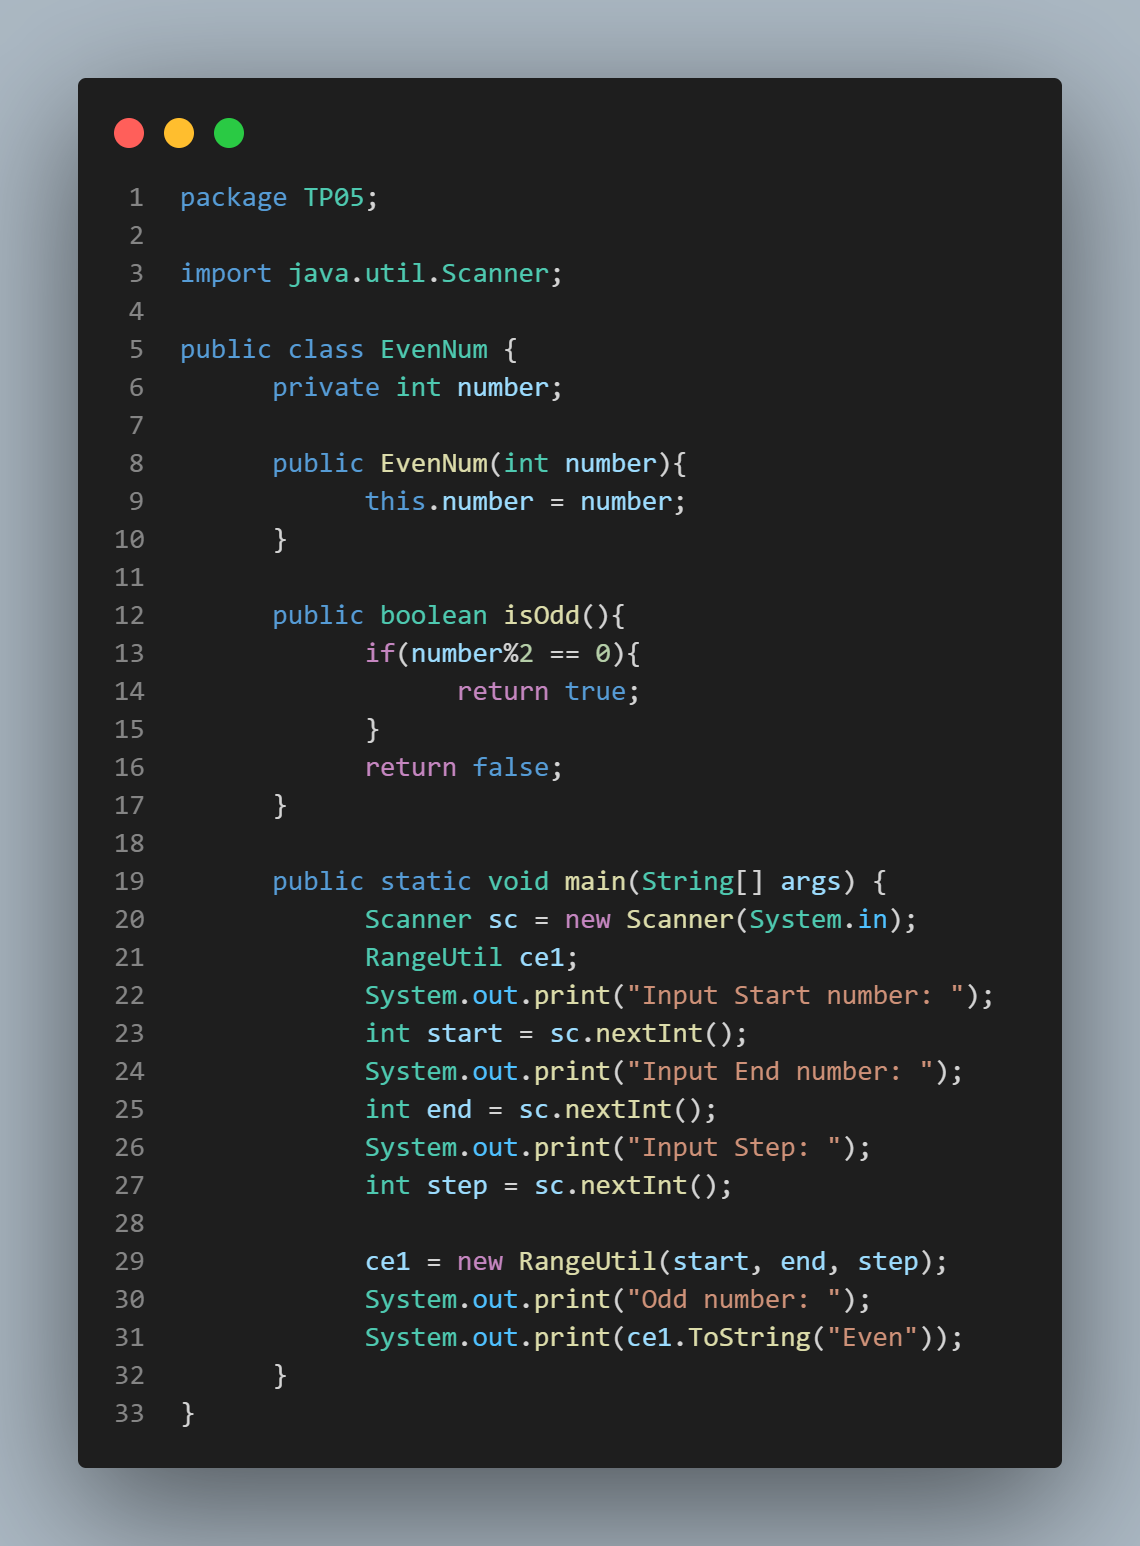 1 package TP05;
2
3 import java.util.Scanner;
4
5 public class EvenNum {
6       private int number;
7
8       public EvenNum(int number){
9             this.number = number;
10       }
11
12       public boolean isOdd(){
13             if(number%2 == 0){
14                   return true;
15             }
16             return false;
17       }
18
19       public static void main(String[] args) {
20             Scanner sc = new Scanner(System.in);
21             RangeUtil ce1;
22             System.out.print("Input Start number: ");
23             int start = sc.nextInt();
24             System.out.print("Input End number: ");
25             int end = sc.nextInt();
26             System.out.print("Input Step: ");
27             int step = sc.nextInt();
28
29             ce1 = new RangeUtil(start, end, step);
30             System.out.print("Odd number: ");
31             System.out.print(ce1.ToString("Even"));
32       }
33 }